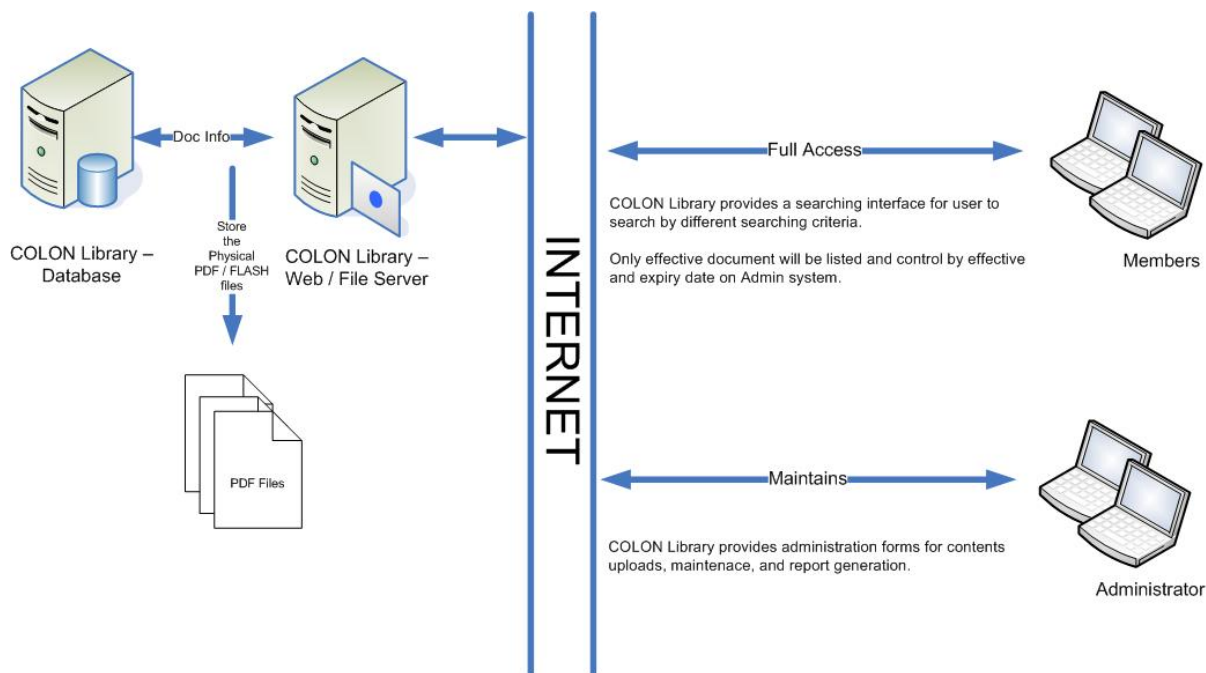 Doc Info
COLON Library –
Database
Store
the
Physical
PDF / FLASH
files
COLON Library –
Web / File Server
PDF Files
INTERNET
Full Access
COLON Library provides a searching interface for user to
search by different searching criteria.
Only effective document will be listed and control by effective
and expiry date on Admin system.
Members
Maintains
COLON Library provides administration forms for contents
uploads, maintenace, and report generation.
Administrator